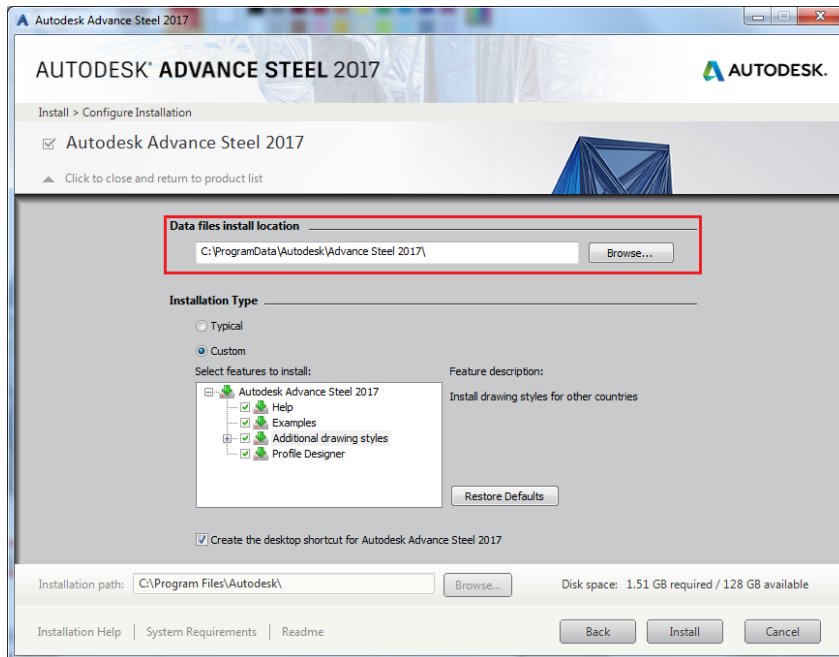 Autodesk Advance Steel 2017
AUTODESK® ADVANCE STEEL 2017
AUTODESK.
Install > Configure Installation
Autodesk Advance Steel 2017
Click to close and return to product list
Data files install location
C:\ProgramData\Autodesk\Advance Steel 2017\ Browse...
Installation Type
Typical
Custom
Select features to install: Feature description:
Autodesk Advance Steel 2017 Install drawing styles for other countries
Help
Examples
Additional drawing styles
Profile Designer
Restore Defaults
Create the desktop shortcut for Autodesk Advance Steel 2017
Installation path: C:\Program Files\Autodesk\ Browse... Disk space: 1.51 GB required / 128 GB available
Installation Help | System Requirements | Readme Back Install Cancel